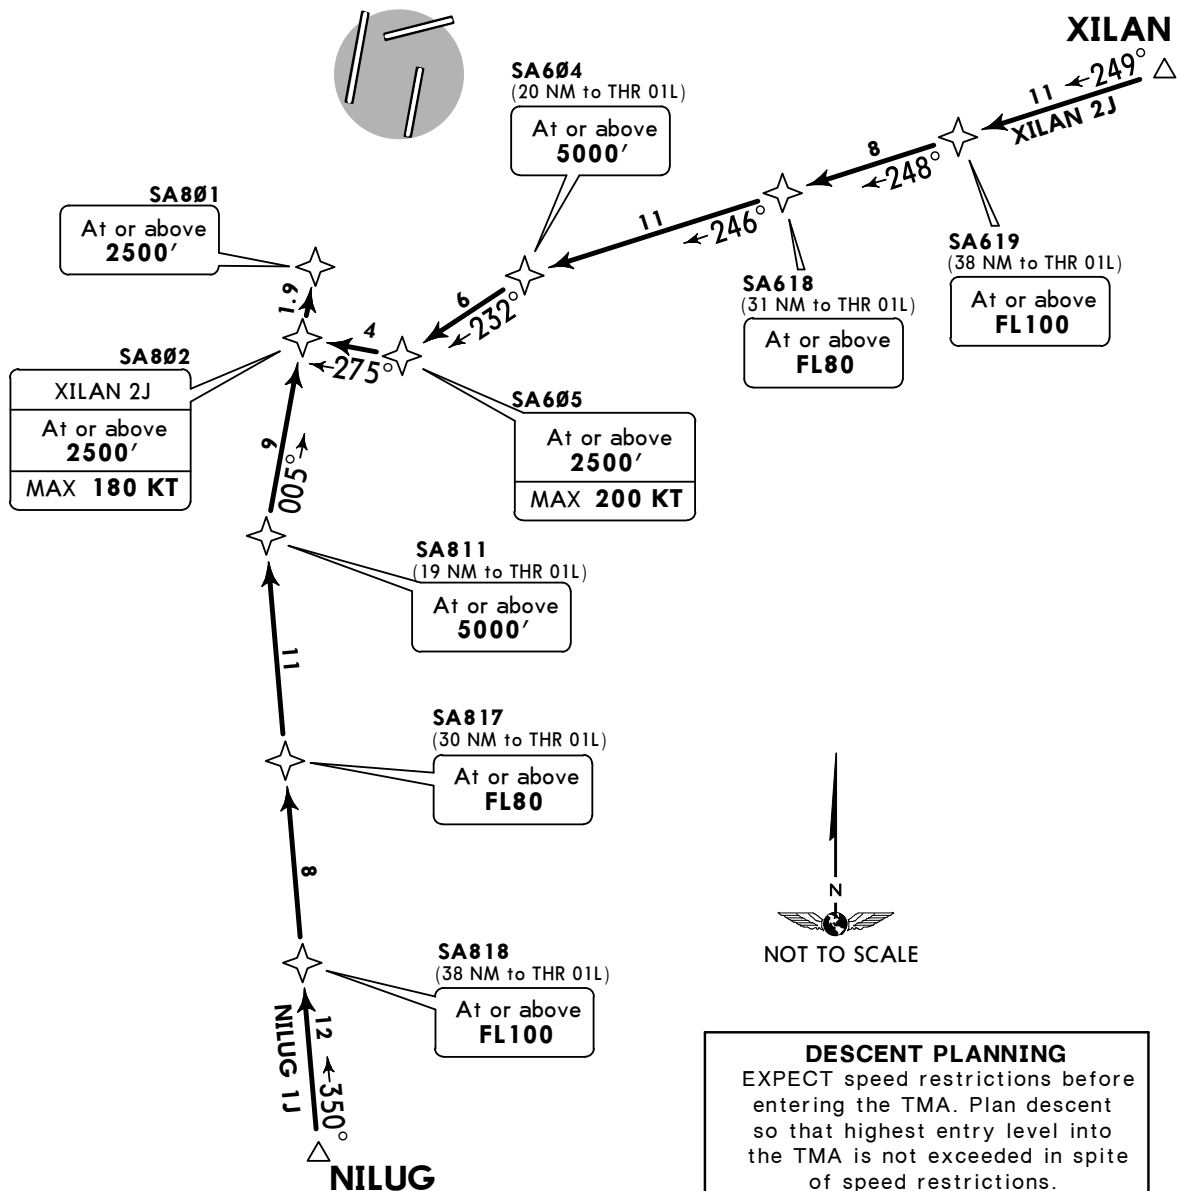 XILAN
249°
11
XILAN 2J
SA6Ø4
(20 NM to THR 01L)
At or above
5000'
8
248°
SA619
(38 NM to THR 01L)
At or above
FL100
11
246°
SA618
(31 NM to THR 01L)
At or above
FL80
SA8Ø1
At or above
2500'
1.9
6
232°
4
275°
SA8Ø2
XILAN 2J
At or above
2500'
MAX 180 KT
SA6Ø5
At or above
2500'
MAX 200 KT
9
005°
SA811
(19 NM to THR 01L)
At or above
5000'
11
SA817
(30 NM to THR 01L)
At or above
FL80
8
SA818
(38 NM to THR 01L)
At or above
FL100
NILUG 1J
12
350°
NILUG
N
NOT TO SCALE
DESCENT PLANNING
EXPECT speed restrictions before
entering the TMA. Plan descent
so that highest entry level into
the TMA is not exceeded in spite
of speed restrictions.